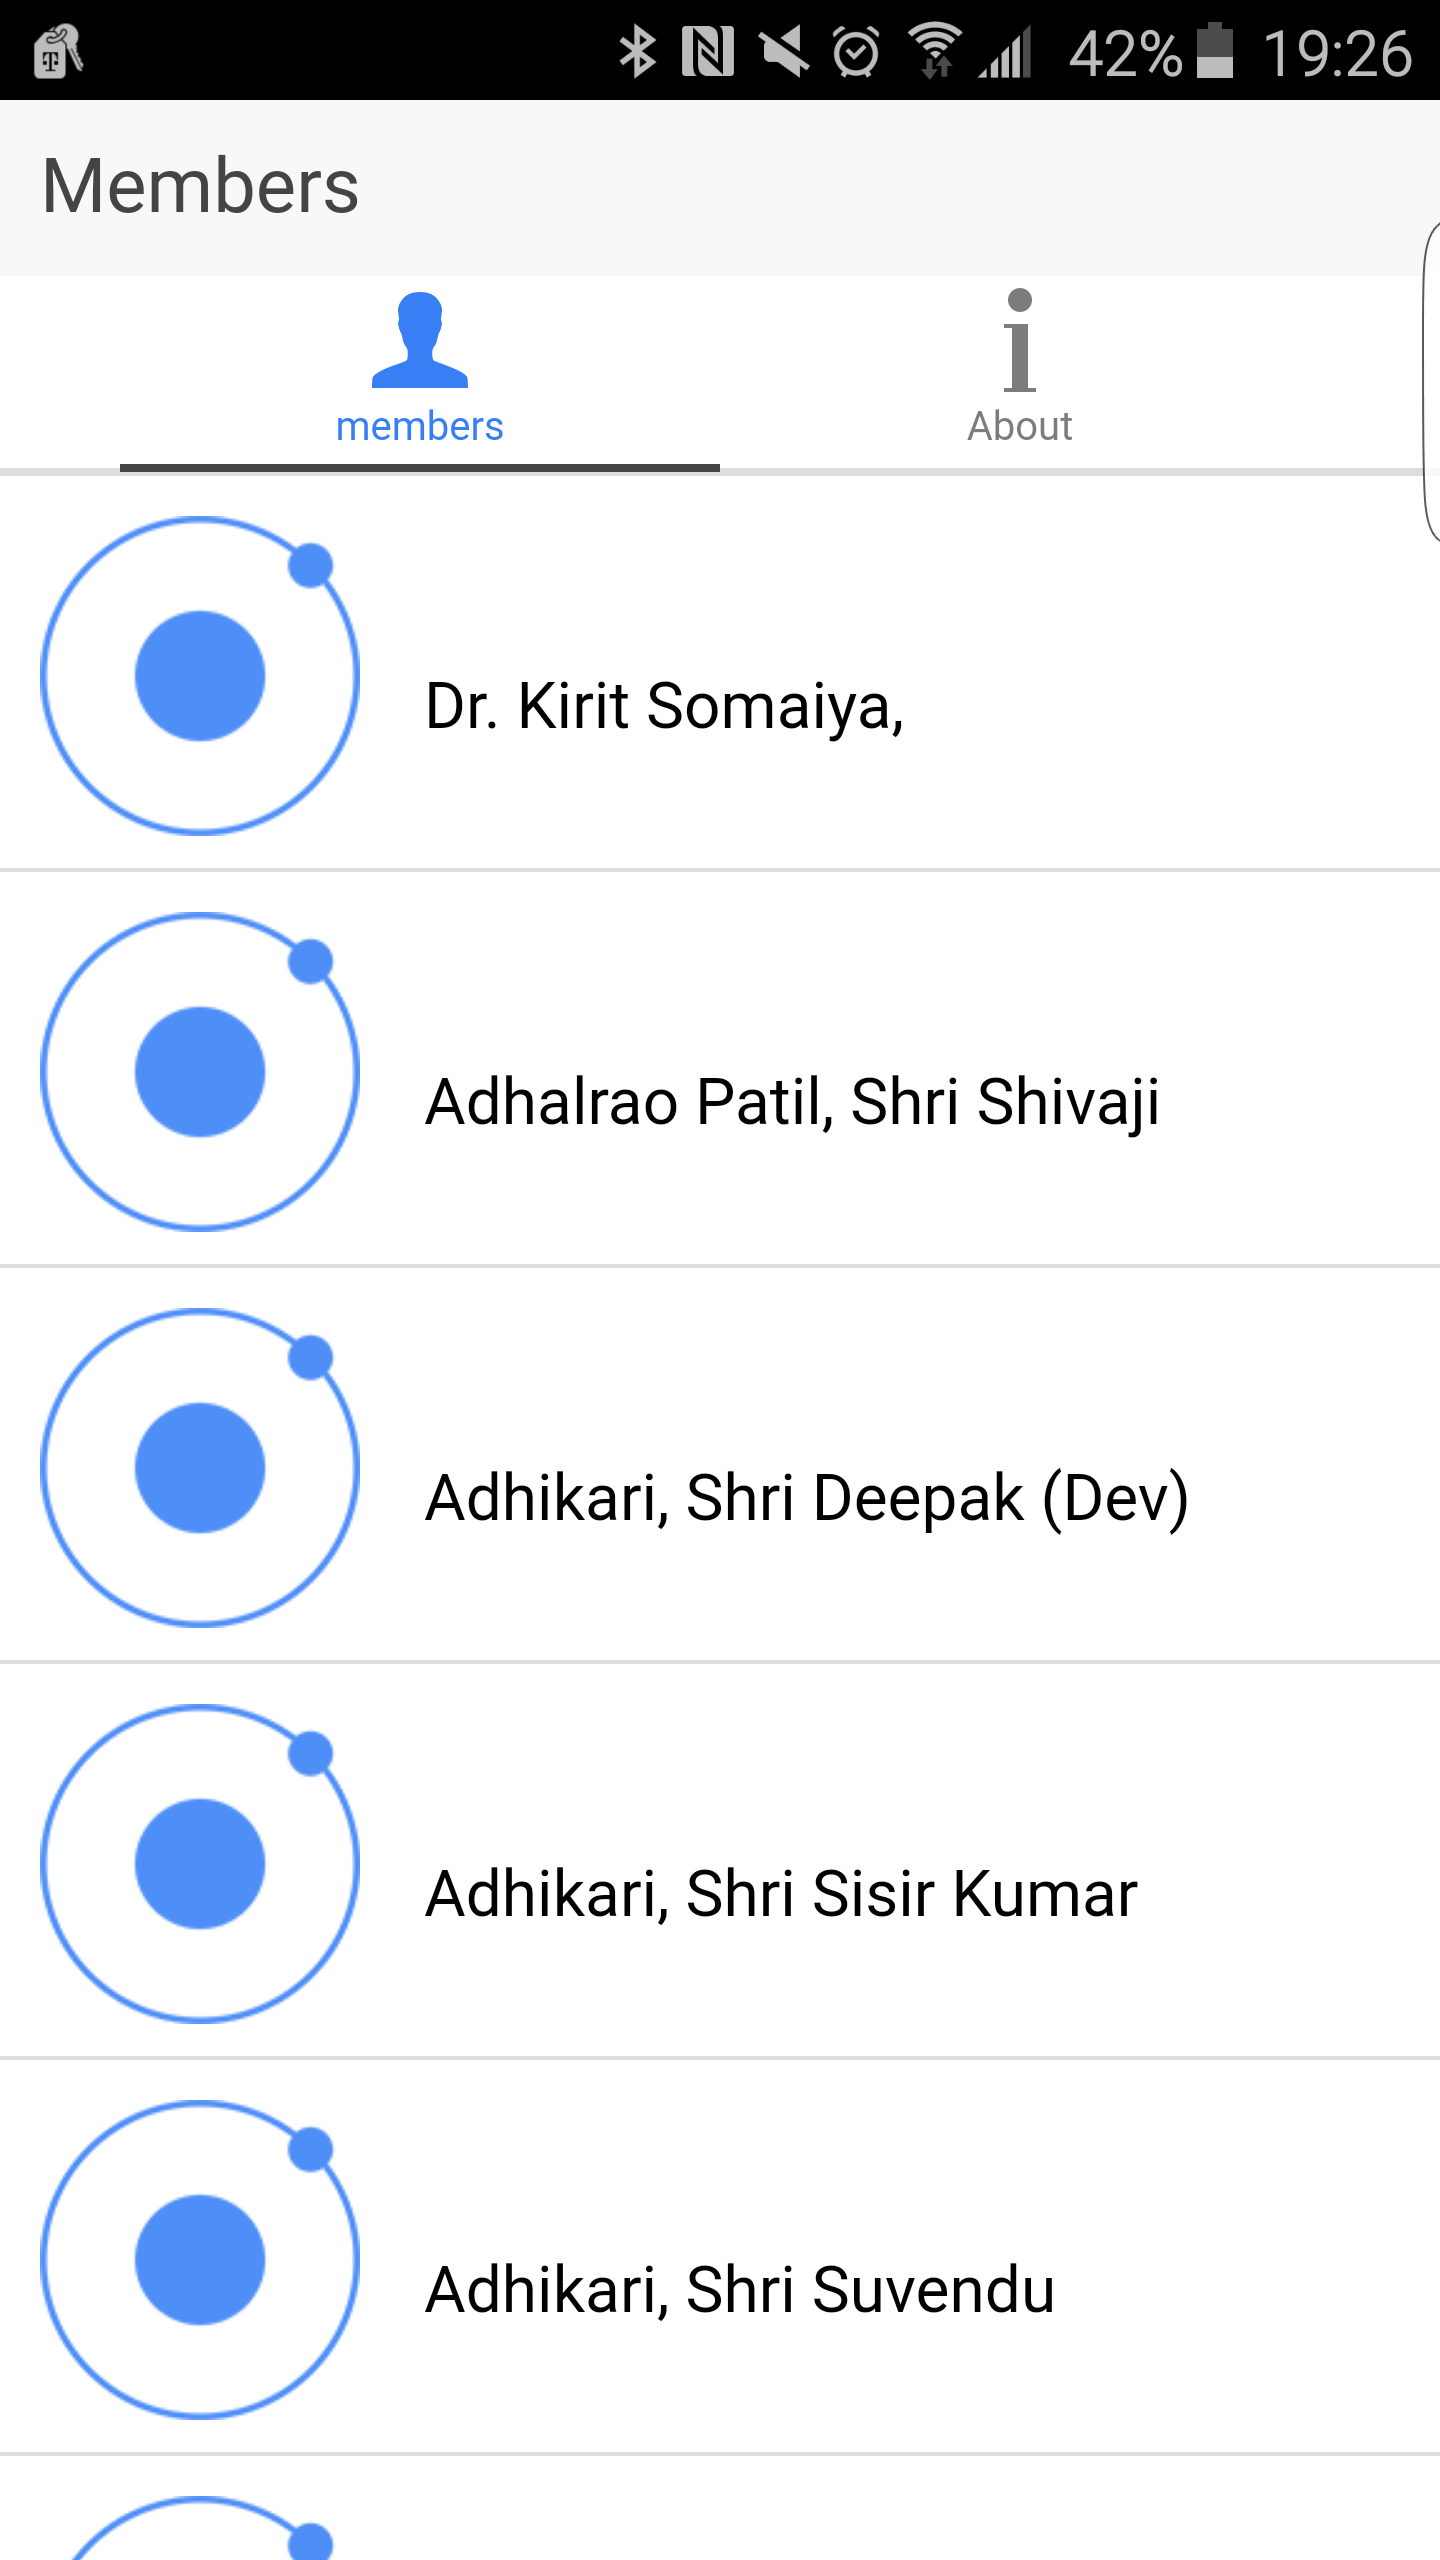 42% 19:26
Members
members
About
Dr. Kirit Somaiya,
Adhalrao Patil, Shri Shivaji
Adhikari, Shri Deepak (Dev)
Adhikari, Shri Sisir Kumar
Adhikari, Shri Suvendu